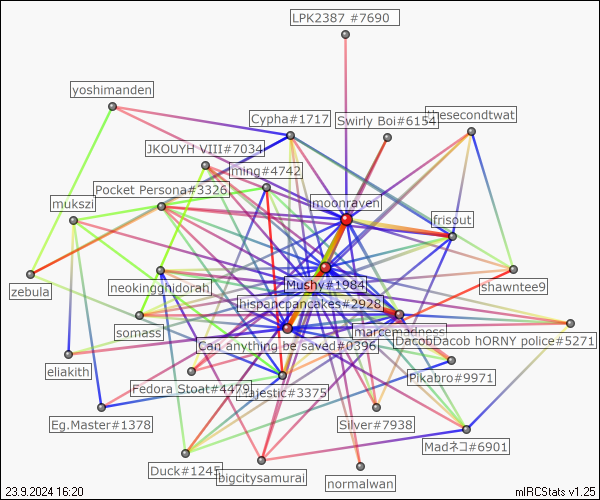 LPK2387 #7690
yoshimanden
Cypha#1717
Swirly Boi#6154
thesecondtwat
JKOUYH VIII#7034
ming#4742
Pocket Persona#3326
mukszi
moonraven
frisout
zebula
neokingghidorah
Mushy#1984
shawntee9
hispancpancakes#2928
somass
marcemadness
Can anything be saved#0396
DacobDacob hORNY police#5271
eliakith
Pikabro#9971
Fedora Stoat#4479
jestic#3375
Eg.Master#1378
Silver#7938
Madネコ#6901
Duck#1245
bigcitysamurai
normalwan
23.9.2024 16:20
mIRCStats v1.25